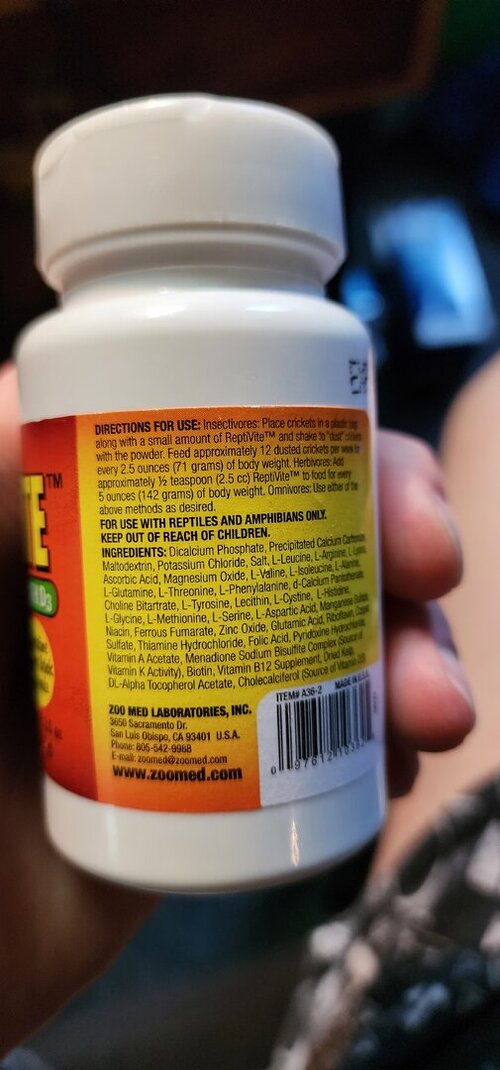 DIRECTIONS FOR USE: Insectivores: Place crickets in a plastic bag
along with a small amount of ReptiVite™ and shake to "dust" crickets
with the powder. Feed approximately 12 dusted crickets per week for
every 2.5 ounces (71 grams) of body weight. Herbivores: Add
approximately ½ teaspoon (2.5 cc) ReptiVite™ to food for every
5 ounces (142 grams) of body weight. Omnivores: Use either of the
above methods as desired.
FOR USE WITH REPTILES AND AMPHIBIANS ONLY.
KEEP OUT OF REACH OF CHILDREN.
INGREDIENTS: Dicalcium Phosphate, Precipitated Calcium Carbonate,
Maltodextrin, Potassium Chloride, Salt, L-Leucine, L-Arginine, L-Lysine,
Ascorbic Acid, Magnesium Oxide, L-Valine, L-Isoleucine, L-Alanine,
L-Glutamine, L-Threonine, L-Phenylalanine, d-Calcium Pantothenate,
Choline Bitartrate, L-Tyrosine, Lecithin, L-Cystine, L-Histidine,
L-Glycine, L-Methionine, L-Serine, L-Aspartic Acid, Manganese Sulfate,
Niacin, Ferrous Fumarate, Zinc Oxide, Glutamic Acid, Riboflavin, Copper
Sulfate, Thiamine Hydrochloride, Folic Acid, Pyridoxine Hydrochloride,
Vitamin A Acetate, Menadione Sodium Bisulfite Complex (Source of
Vitamin K Activity), Biotin, Vitamin B12 Supplement, Dried Kelp,
DL-Alpha Tocopherol Acetate, Cholecalciferol (Source of Vitamin D3)
ZOO MED LABORATORIES, INC.
3650 Sacramento Dr.
San Luis Obispo, CA 93401 U.S.A.
Phone: 805-542-9988
E-mail: zoomed@zoomed.com
www.zoomed.com
ITEM# A36-2 MADE IN U.S.A.
TE™
D3